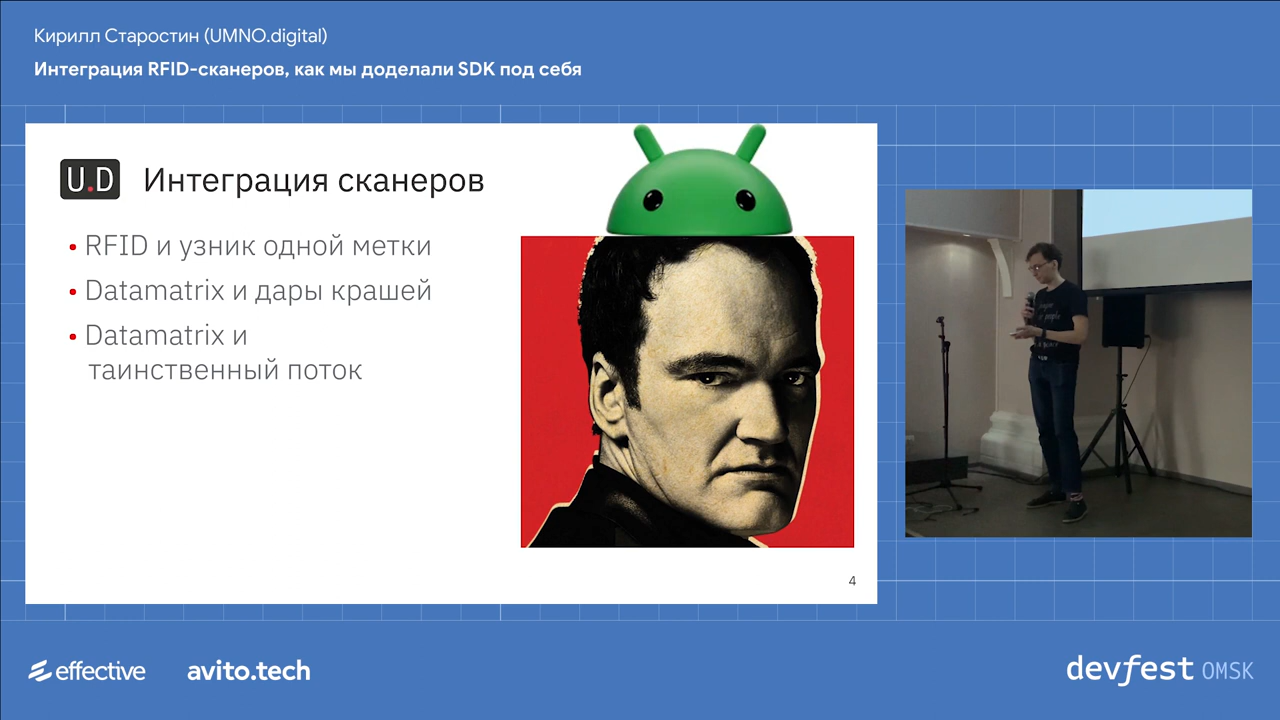 Кирилл Старостин (UMNO.digital)
Интеграция RFID-сканеров, как мы доделали SDK под себя
U.D Интеграция сканеров
• RFID и узник одной метки
• Datamatrix и дары крашей
• Datamatrix и
таинственный поток
4
effective avito.tech devfest OMSK